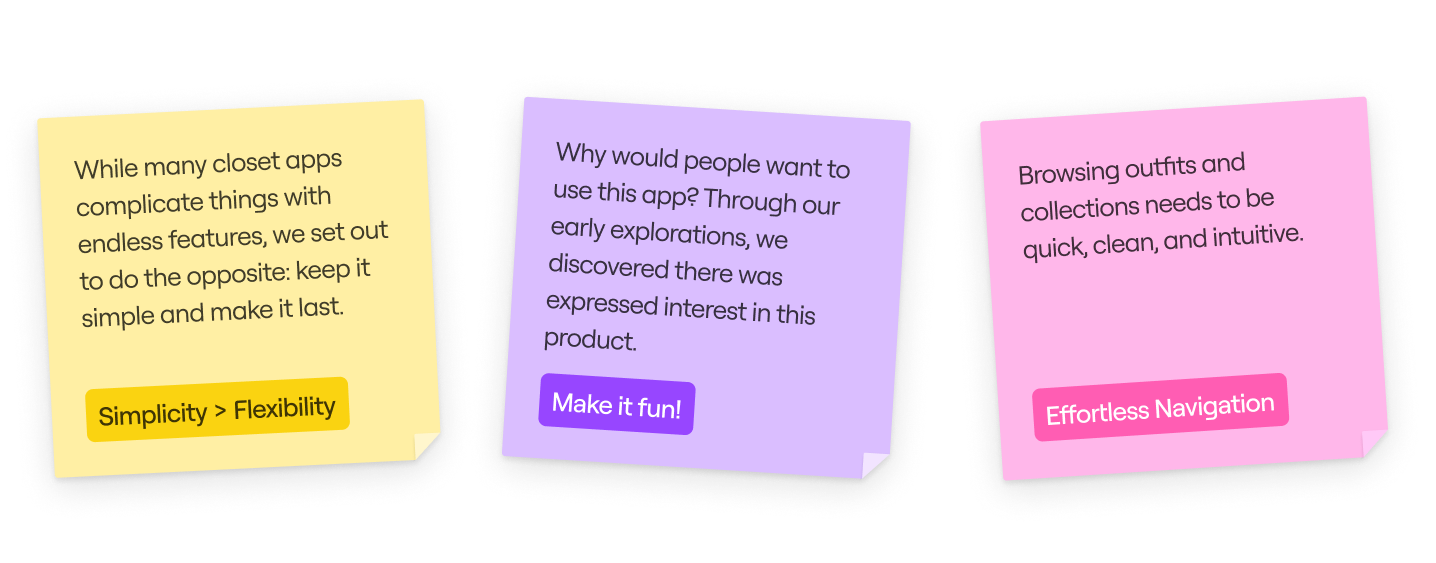 While many closet apps
complicate things with
endless features, we set out
to do the opposite: keep it
simple and make it last.
Simplicity > Flexibility
Why would people want to
use this app? Through our
early explorations, we
discovered there was
expressed interest in this
product.
Make it fun!
Browsing outfits and
collections needs to be
quick, clean, and intuitive.
Effortless Navigation